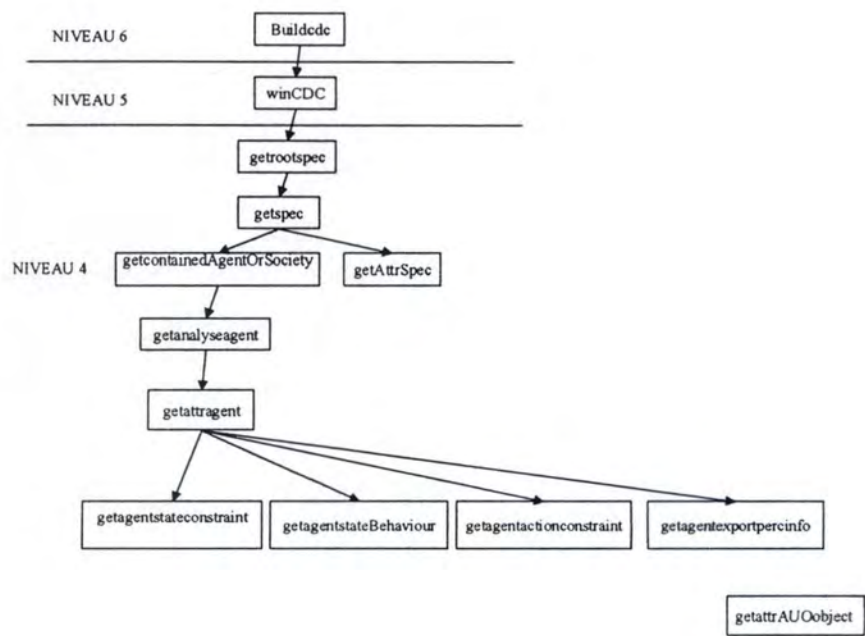 Buildcdc
NIVEAU 6
winCDC
NIVEAU 5
getrootspec
getspec
getcontainedAgentOrSociety
getAttrSpec
NIVEAU 4
getanalyseagent
getattragent
getagentstateconstraint
getagentstateBehaviour
getagentactionconstraint
getagentexportpercinfo
getattrAUOobject